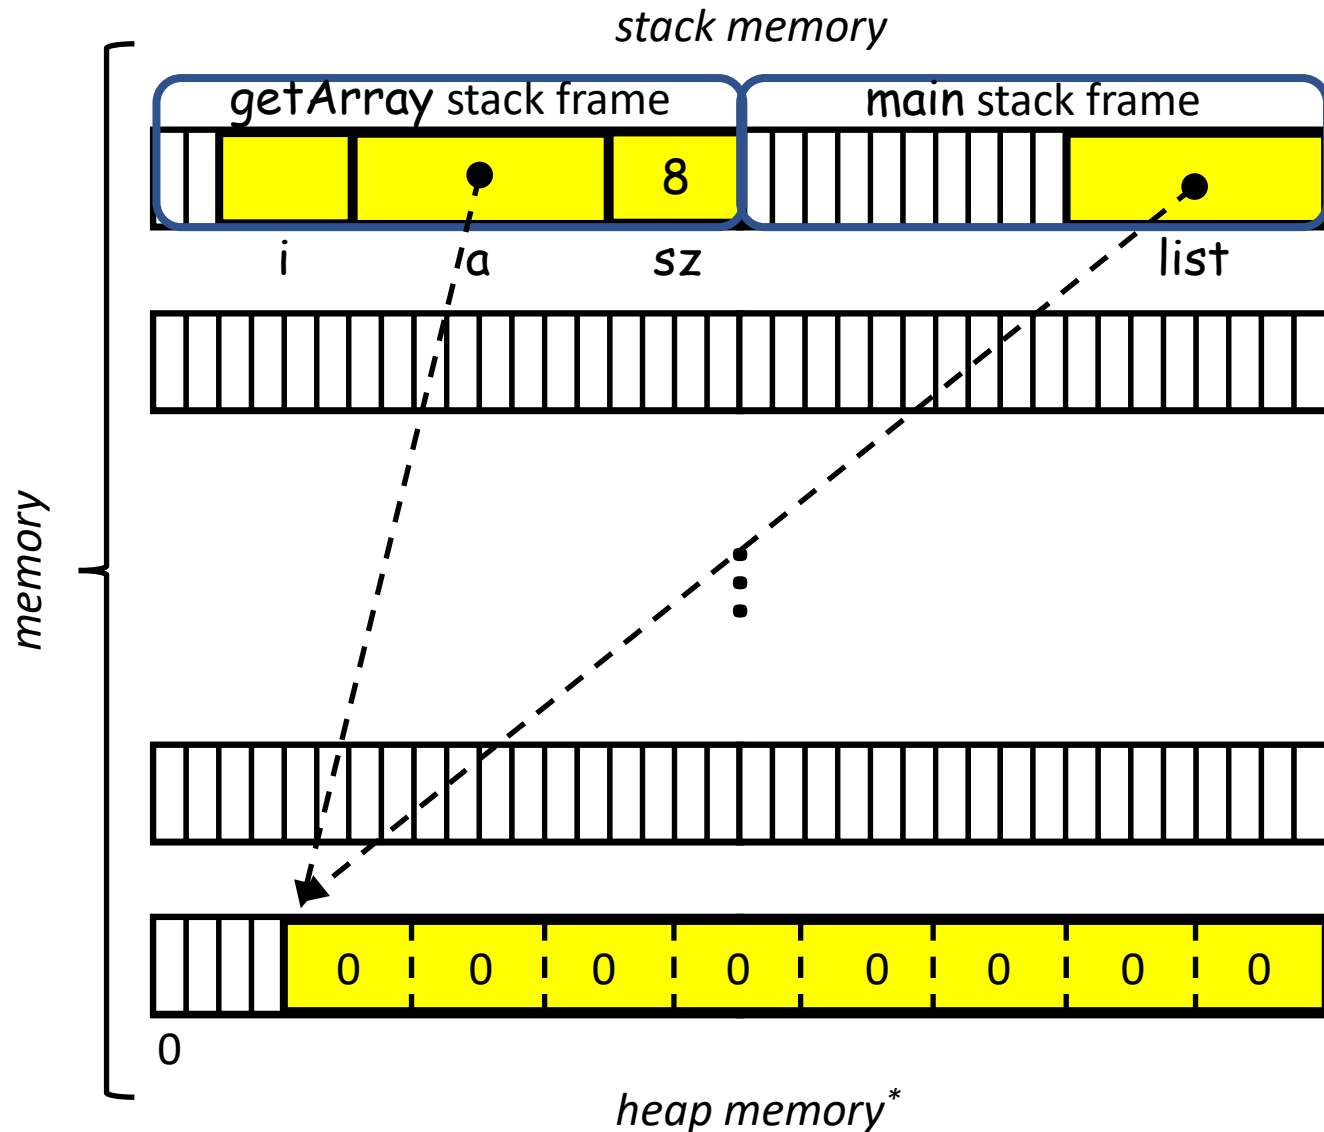 stack memory
getArray stack frame main stack frame
8
i a sz list
memory
0 0 0 0 0 0 0 0
0
heap memory*